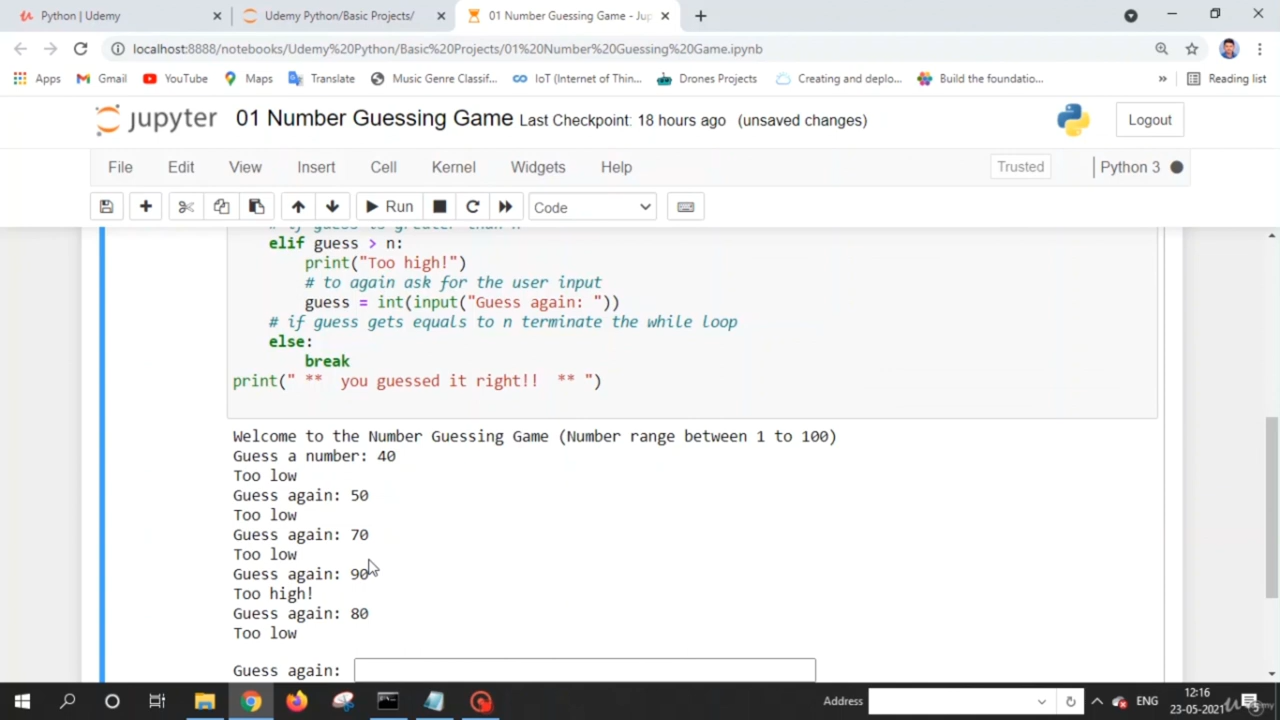 Python | Udemy
Udemy Python/Basic Projects/
01 Number Guessing Game - Jup
localhost:8888/notebooks/Udemy%20Python/Basic%20Projects/01%20Number%20Guessing%20Game.ipynb
Apps
Gmail
YouTube
Maps
Translate
Music Genre Classif...
IoT (Internet of Thin...
Drones Projects
Creating and deplo...
Build the foundatio...
»
Reading list
jupyter
01 Number Guessing Game Last Checkpoint: 18 hours ago (unsaved changes)
Logout
File
Edit
View
Insert
Cell
Kernel
Widgets
Help
Trusted
Python 3
Run
Code
# if guess is greater than n
elif guess > n:
print("Too high!")
# to again ask for the user input
guess = int(input("Guess again: "))
# if guess gets equals to n terminate the while loop
else:
break
print(" **  you guessed it right!!  ** ")
Welcome to the Number Guessing Game (Number range between 1 to 100)
Guess a number: 40
Too low
Guess again: 50
Too low
Guess again: 70
Too low
Guess again: 90
Too high!
Guess again: 80
Too low
Guess again:
Address
ENG
12:16
23-05-2021